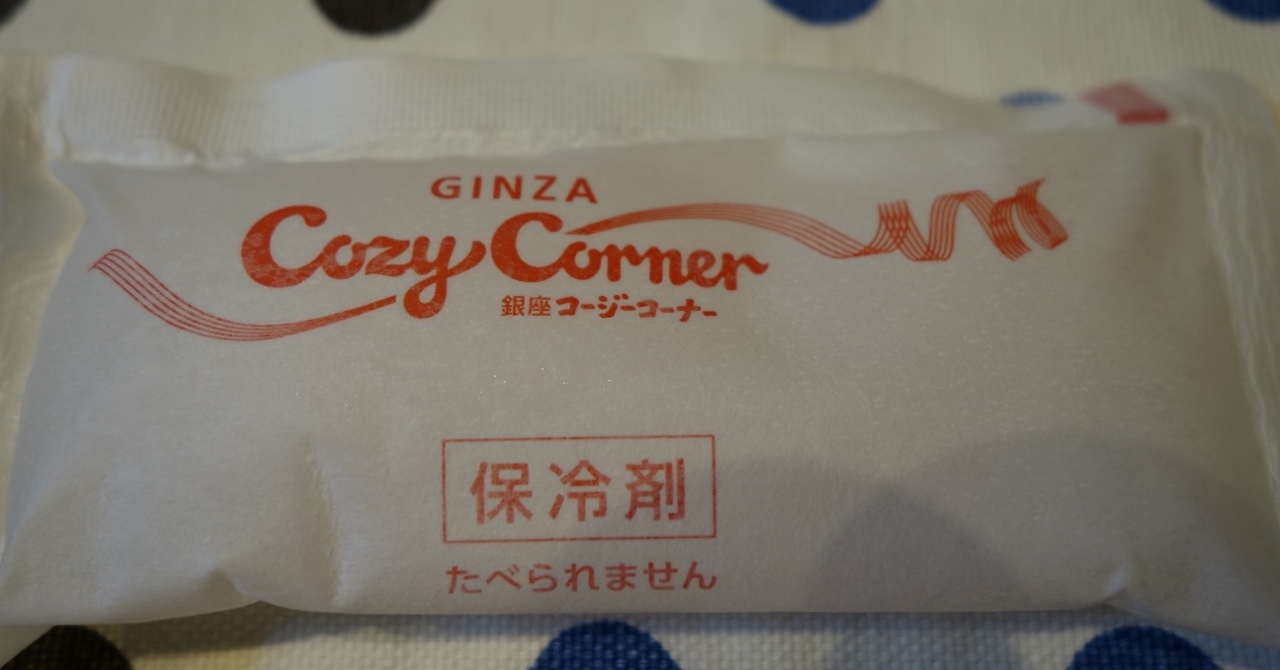 GINZA
Cozy Corner
銀座コージーコーナー
保冷剤
たべられません